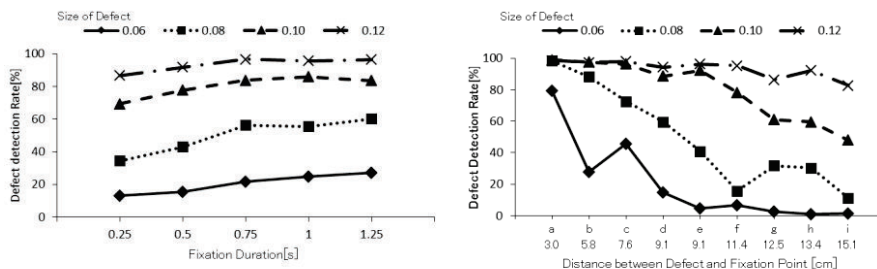 Size of Defect
0.06 0.08 0.10 0.12
Defect detection Rate[%]
100
80
60
40
20
0
0.25 0.5 0.75 1 1.25
Fixation Duration[s]
Size of Defect
0.06 0.08 0.10 0.12
Defect Detection Rate[%]
100
80
60
40
20
0
a b c d e f g h i
3.0 5.8 7.6 9.1 9.1 11.4 12.5 13.4 15.1
Distance between Defect and Fixation Point [cm]